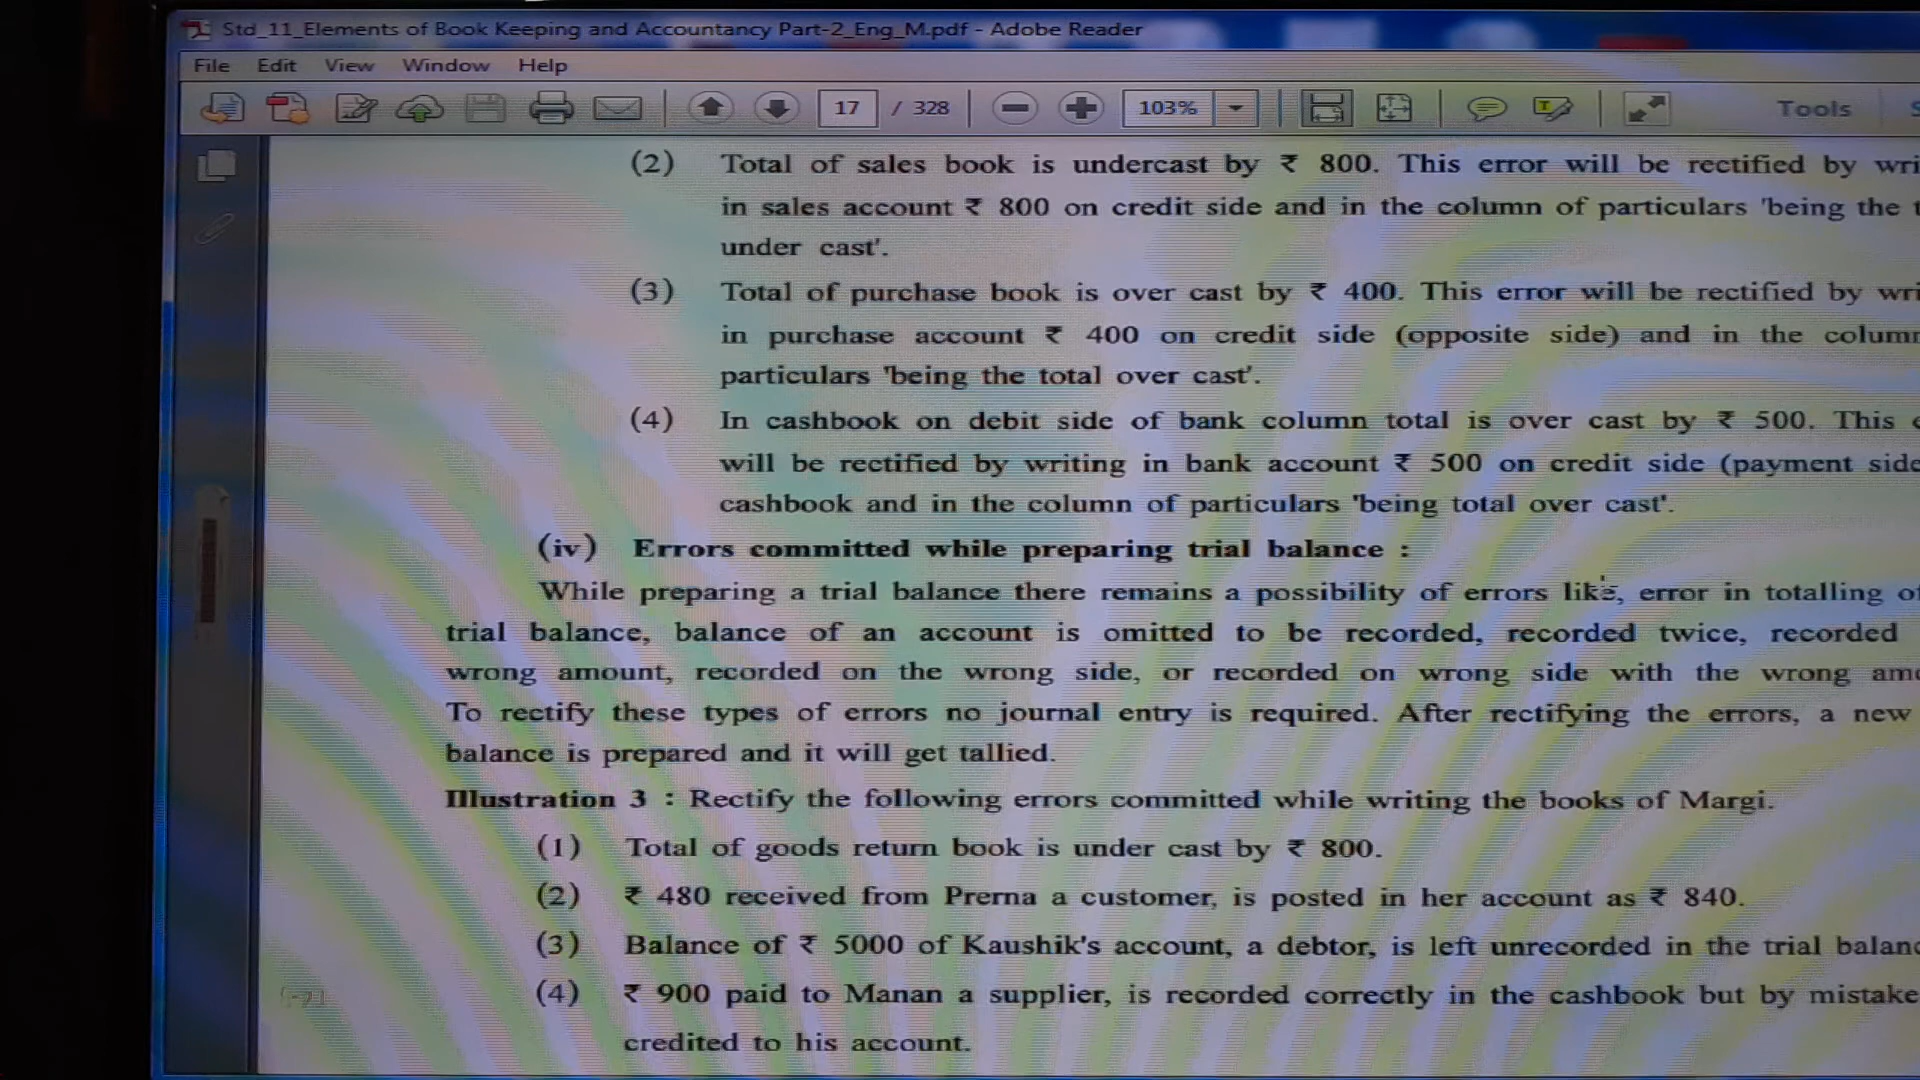 Std_11_Elements of Book Keeping and Accountancy Part-2_Eng_M.pdf - Adobe Reader
File Edit View Window Help
17 / 328 103% Tools
(2) Total of sales book is undercast by ₹ 800. This error will be rectified by wri
in sales account ₹ 800 on credit side and in the column of particulars 'being the t
under cast'.
(3) Total of purchase book is over cast by ₹ 400. This error will be rectified by wri
in purchase account ₹ 400 on credit side (opposite side) and in the column
particulars 'being the total over cast'.
(4) In cashbook on debit side of bank column total is over cast by ₹ 500. This
will be rectified by writing in bank account ₹ 500 on credit side (payment side
cashbook and in the column of particulars 'being total over cast'.
(iv) Errors committed while preparing trial balance :
While preparing a trial balance there remains a possibility of errors like, error in totalling of
trial balance, balance of an account is omitted to be recorded, recorded twice, recorded
wrong amount, recorded on the wrong side, or recorded on wrong side with the wrong amo
To rectify these types of errors no journal entry is required. After rectifying the errors, a new
balance is prepared and it will get tallied.
Illustration 3 : Rectify the following errors committed while writing the books of Margi.
(1) Total of goods return book is under cast by ₹ 800.
(2) ₹ 480 received from Prerna a customer, is posted in her account as ₹ 840.
(3) Balance of ₹ 5000 of Kaushik's account, a debtor, is left unrecorded in the trial balanc
(4) ₹ 900 paid to Manan a supplier, is recorded correctly in the cashbook but by mistake
credited to his account.